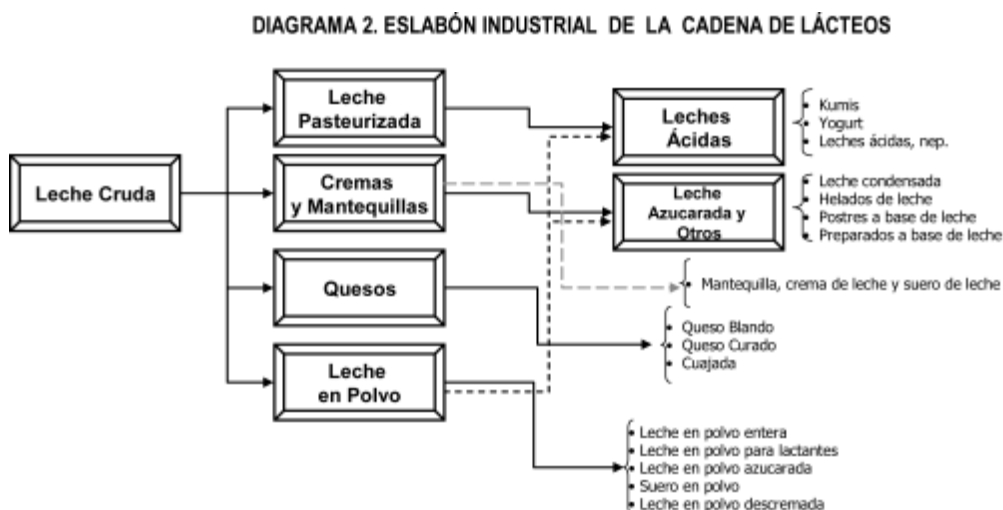 DIAGRAMA 2. ESLABÓN INDUSTRIAL DE LA CADENA DE LÁCTEOS
Leche Cruda
Leche
Pasteurizada
Cremas
y Mantequillas
Quesos
Leche
en Polvo
Leches
Ácidas
Leche
Azucarada y
Otros
• Kumis
• Yogurt
• Leches ácidas, nep.
• Leche condensada
• Helados de leche
• Postres a base de leche
• Preparados a base de leche
• Mantequilla, crema de leche y suero de leche
• Queso Blando
• Queso Curado
• Cuajada
• Leche en polvo entera
• Leche en polvo para lactantes
• Leche en polvo azucarada
• Suero en polvo
• Leche en polvo descremada